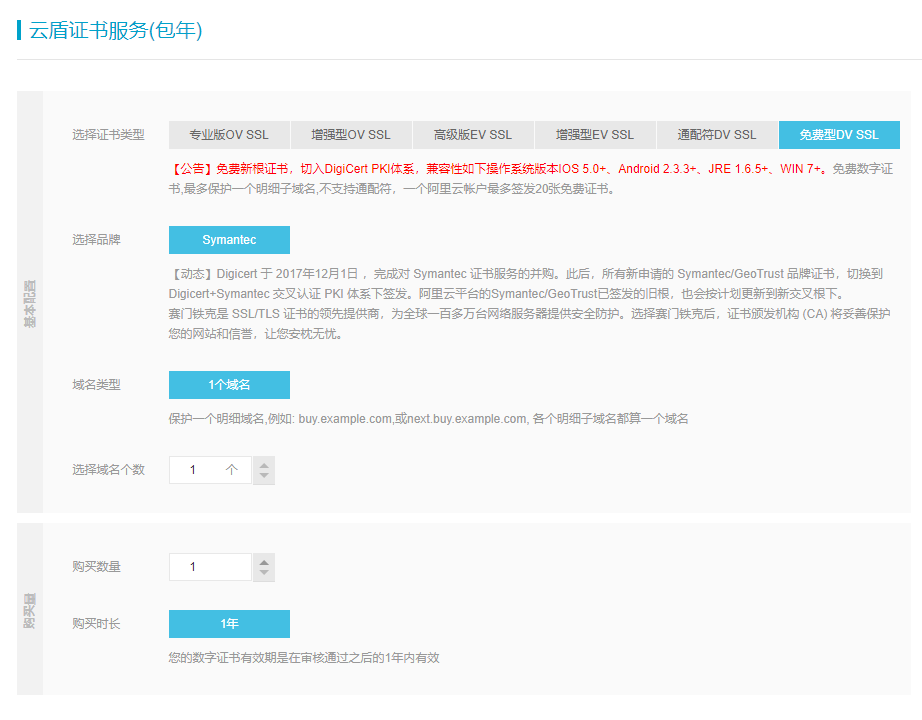 云盾证书服务(包年)
基本配置
选择证书类型
专业版OV SSL 增强型OV SSL 高级版EV SSL 增强型EV SSL 通配符DV SSL 免费型DV SSL
【公告】免费新根证书，切入DigiCert PKI体系，兼容性如下操作系统版本IOS 5.0+、Android 2.3.3+、JRE 1.6.5+、WIN 7+。免费数字证
书,最多保护一个明细子域名,不支持通配符，一个阿里云帐户最多签发20张免费证书。
选择品牌
Symantec
【动态】Digicert 于 2017年12月1日 ，完成对 Symantec 证书服务的并购。此后，所有新申请的 Symantec/GeoTrust 品牌证书，切换到
Digicert+Symantec 交叉认证 PKI 体系下签发。阿里云平台的Symantec/GeoTrust已签发的旧根，也会按计划更新到新交叉根下。
赛门铁克是 SSL/TLS 证书的领先提供商，为全球一百多万台网络服务器提供安全防护。选择赛门铁克后，证书颁发机构 (CA) 将妥善保护
您的网站和信誉，让您安枕无忧。
域名类型
1个域名
保护一个明细域名,例如: buy.example.com,或next.buy.example.com, 各个明细子域名都算一个域名
选择域名个数
1 个
购买量
购买数量
1
购买时长
1年
您的数字证书有效期是在审核通过之后的1年内有效